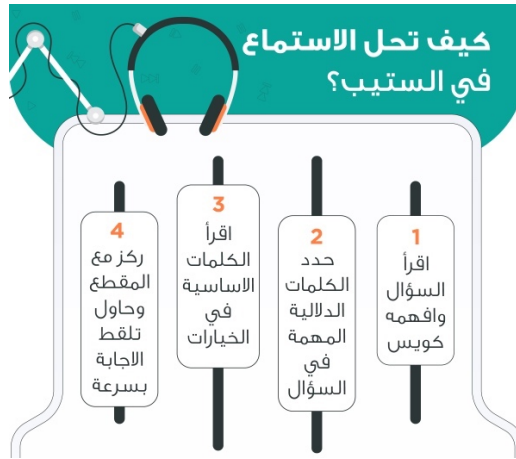 كيف تحل الاستماع
في الستيب؟
1
اقرأ
السؤال
وافهمه
كويس
2
حدد
الكلمات
الدلالية
المهمة
في
السؤال
3
اقرأ
الكلمات
الاساسية
في
الخيارات
4
ركز مع
المقطع
وحاول
تلقط
الاجابة
بسرعة